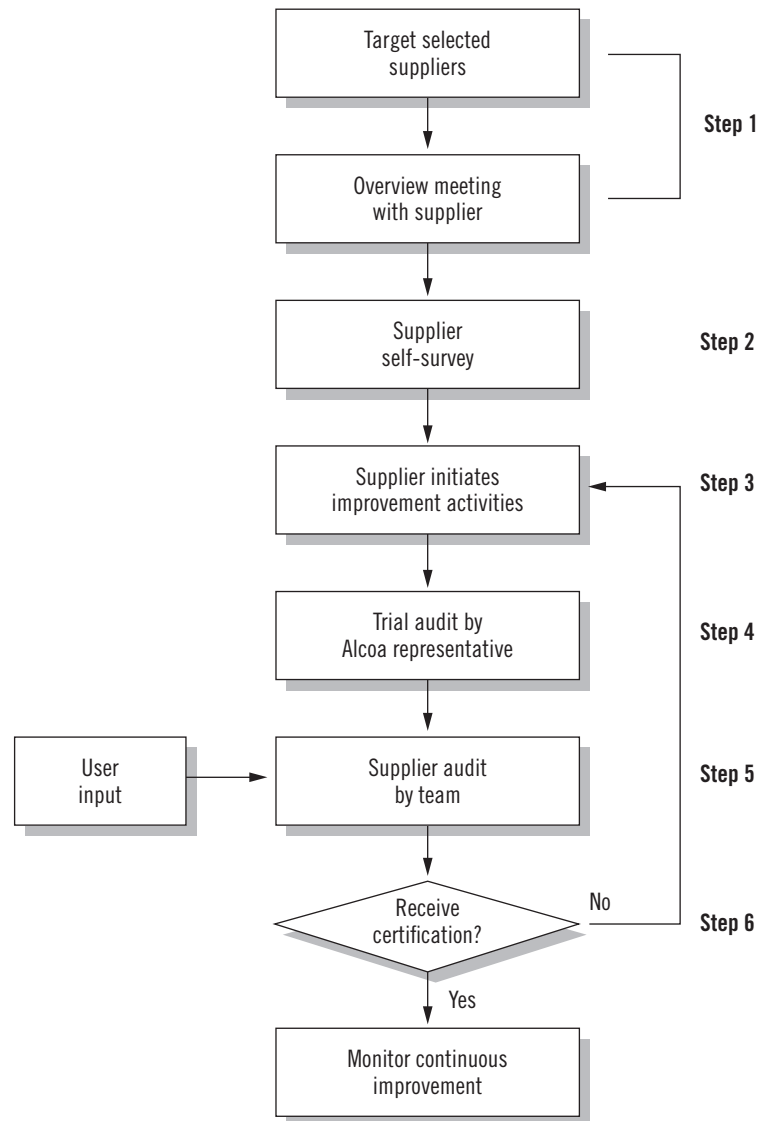 Target selected
suppliers
Step 1
Overview meeting
with supplier
Supplier
self-survey
Step 2
Supplier initiates
improvement activities
Step 3
Trial audit by
Alcoa representative
Step 4
User
input
Supplier audit
by team
Step 5
Receive
certification?
No
Step 6
Yes
Monitor continuous
improvement